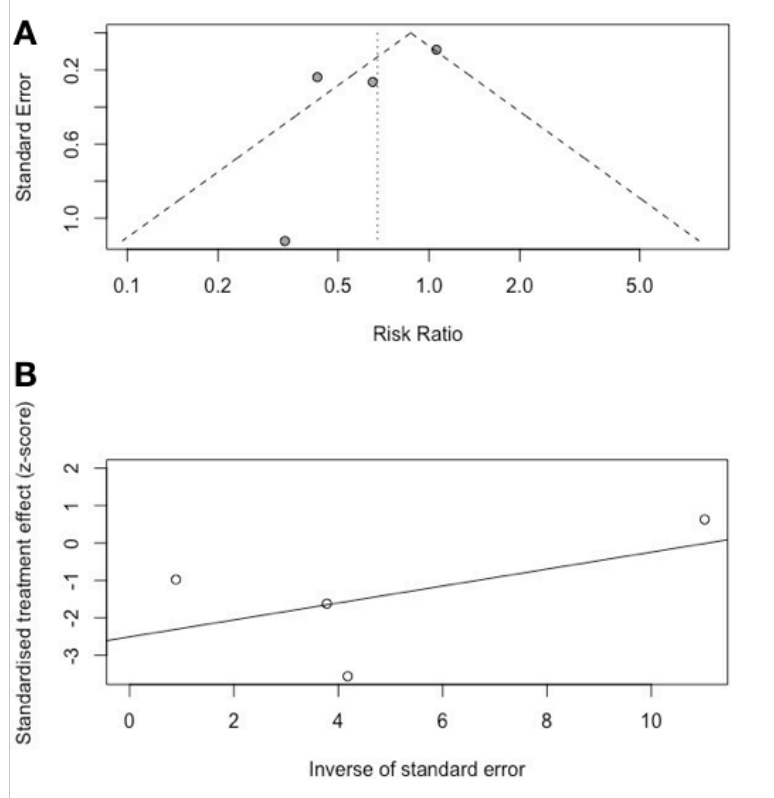 A
Standard Error
0.2
0.6
1.0
0.1 0.2 0.5 1.0 2.0 5.0
Risk Ratio
B
Standardised treatment effect (z-score)
2
1
0
-1
-2
-3
0 2 4 6 8 10
Inverse of standard error